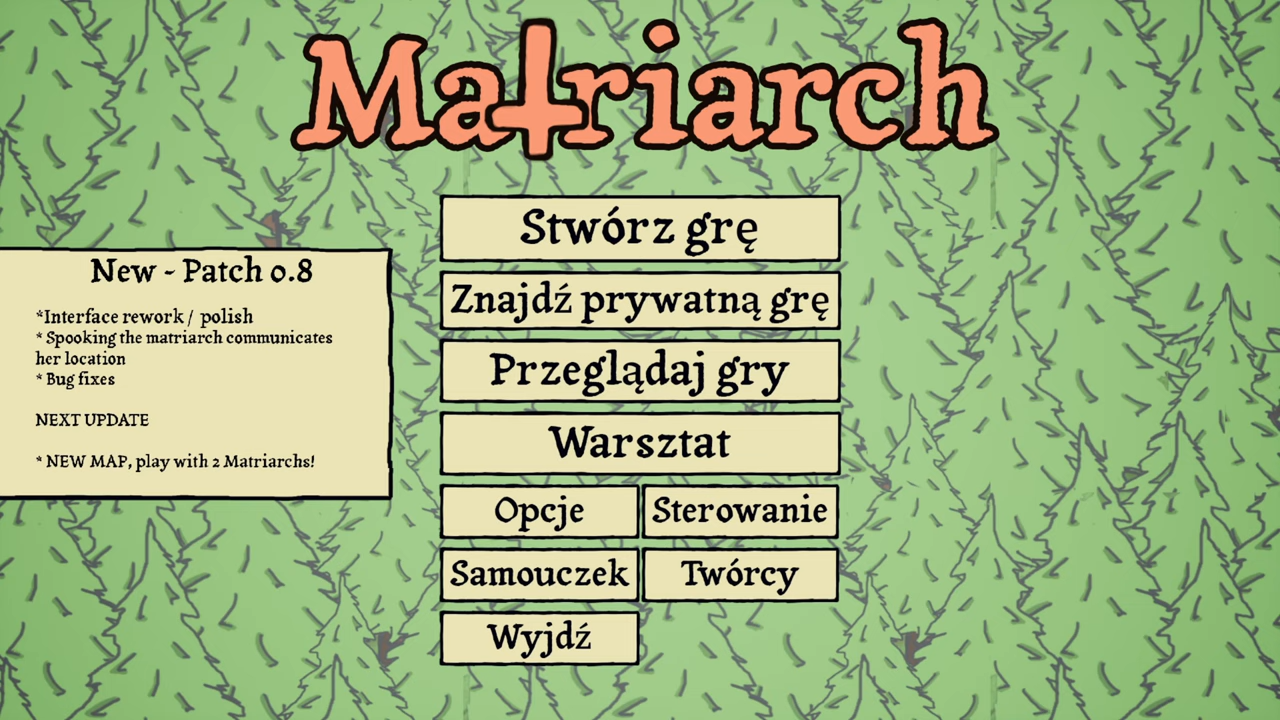 Matriarch
Stwórz grę
Znajdź prywatną grę
Przeglądaj gry
Warsztat
Opcje
Sterowanie
Samouczek
Twórcy
Wyjdź
New - Patch 0.8
*Interface rework / polish
* Spooking the matriarch communicates
her location
* Bug fixes
NEXT UPDATE
* NEW MAP, play with 2 Matriarchs!